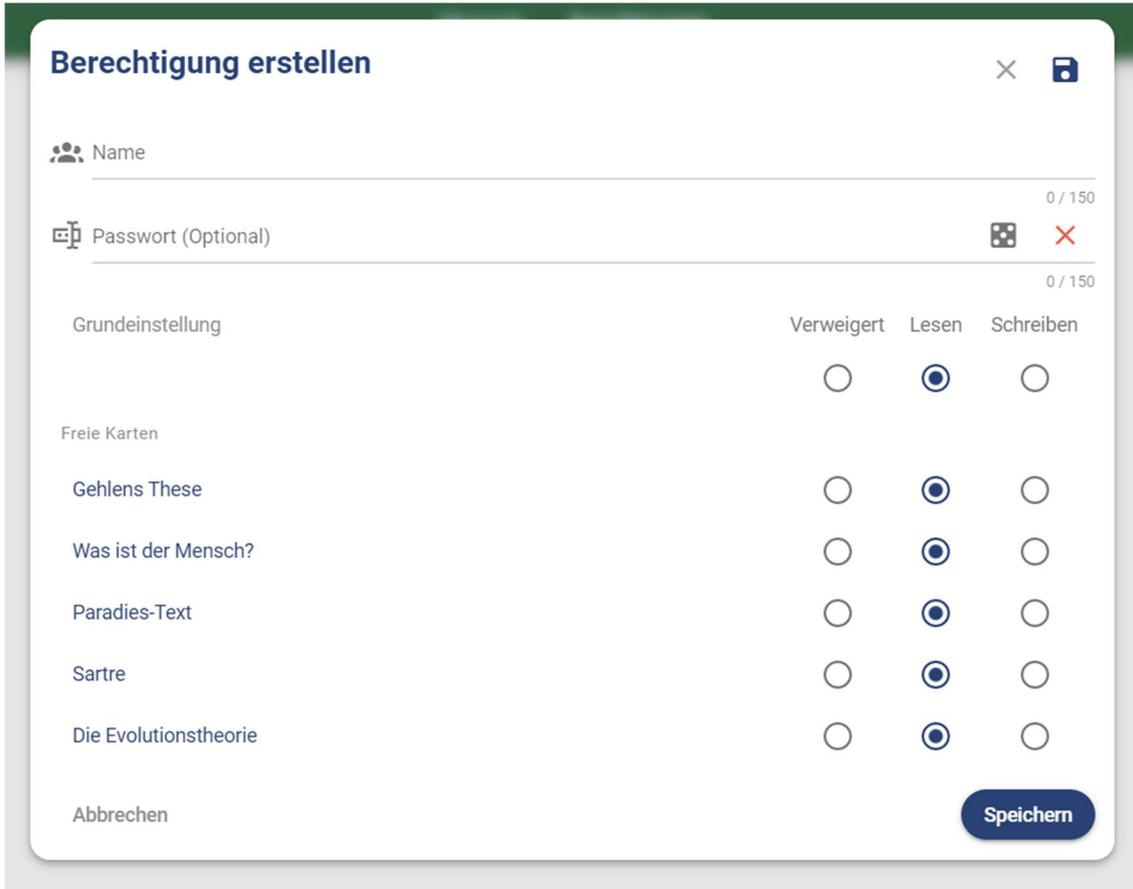 Berechtigung erstellen
Name
0 / 150
Passwort (Optional)
0 / 150
Grundeinstellung Verweigert Lesen Schreiben
Freie Karten
Gehlens These
Was ist der Mensch?
Paradies-Text
Sartre
Die Evolutionstheorie
Abbrechen Speichern